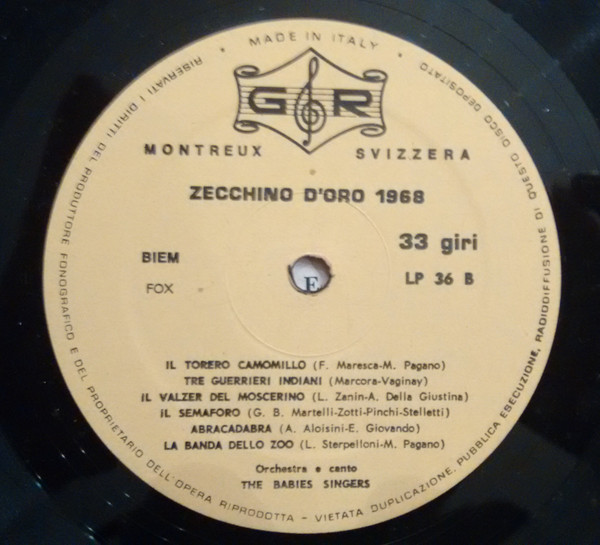 MADE IN ITALY
G R
MONTREUX SVIZZERA
ZECCHINO D'ORO 1968
33 giri
BIEM
LP 36 B
FOX
E
IL TORERO CAMOMILLO (F. Maresca-M. Pagano)
TRE GUERRIERI INDIANI (Marcora-Vaginay)
IL VALZER DEL MOSCERINO (L. Zanin-A. Della Giustina)
IL SEMAFORO (G. B. Martelli-Zotti-Pinchi-Stelletti)
ABRACADABRA (A. Aloisini-E. Giovando)
LA BANDA DELLO ZOO (L. Sterpelloni-M. Pagano)
Orchestra e canto
THE BABIES SINGERS
RISERVATI I DIRITTI DEL PRODUTTORE FONOGRAFICO E DEL PROPRIETARIO DELL'OPERA RIPRODOTTA - VIETATA DUPLICAZIONE, PUBBLICA ESECUZIONE, RADIODIFFUSIONE DI QUESTO DISCO DEPOSITATO